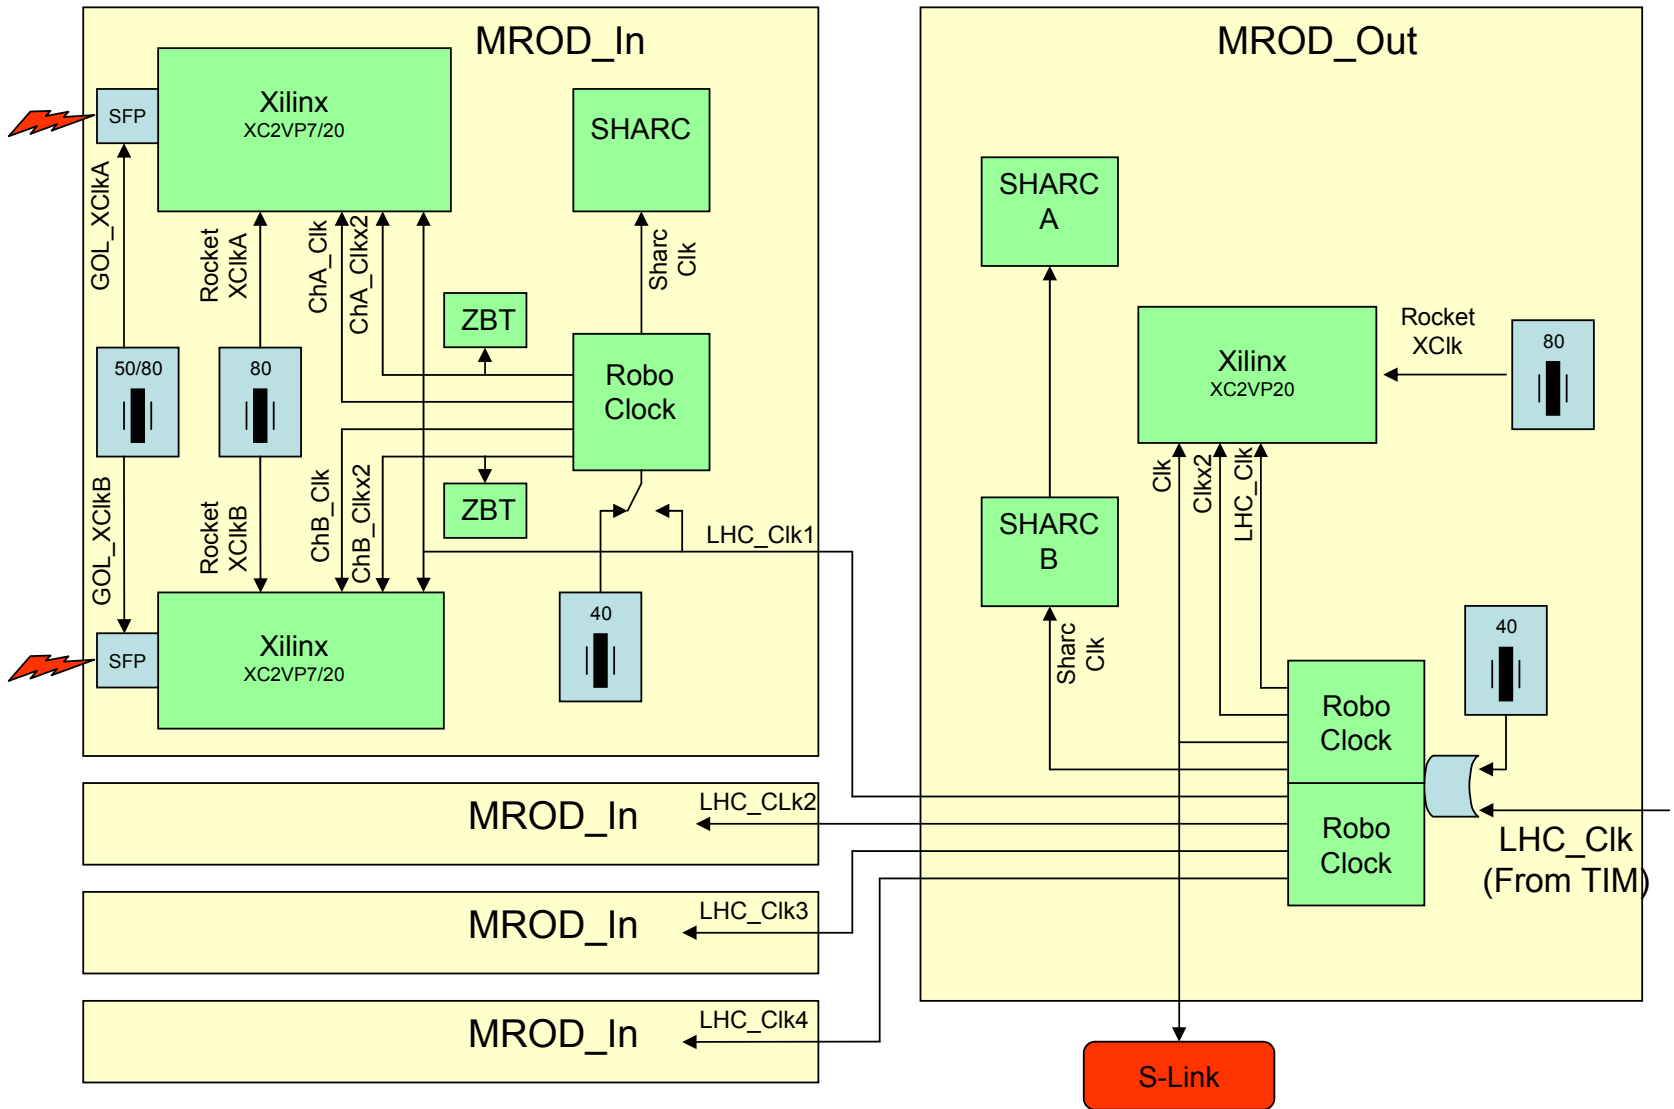 MROD_In
SFP
Xilinx
XC2VP7/20
SHARC
GOL_XClkA
Rocket
XClkA
ChA_Clk
ChA_Clkx2
Sharc
Clk
ZBT
50/80
80
Robo
Clock
GOL_XClkB
Rocket
XClkB
ChB_Clk
ChB_Clkx2
ZBT
LHC_Clk1
40
SFP
Xilinx
XC2VP7/20
MROD_In
LHC_CLk2
MROD_In
LHC_Clk3
MROD_In
LHC_Clk4
MROD_Out
SHARC
A
Xilinx
XC2VP20
Rocket
XClk
80
Clk
Clkx2
LHC_Clk
SHARC
B
Sharc
Clk
40
Robo
Clock
Robo
Clock
LHC_Clk
(From TIM)
S-Link